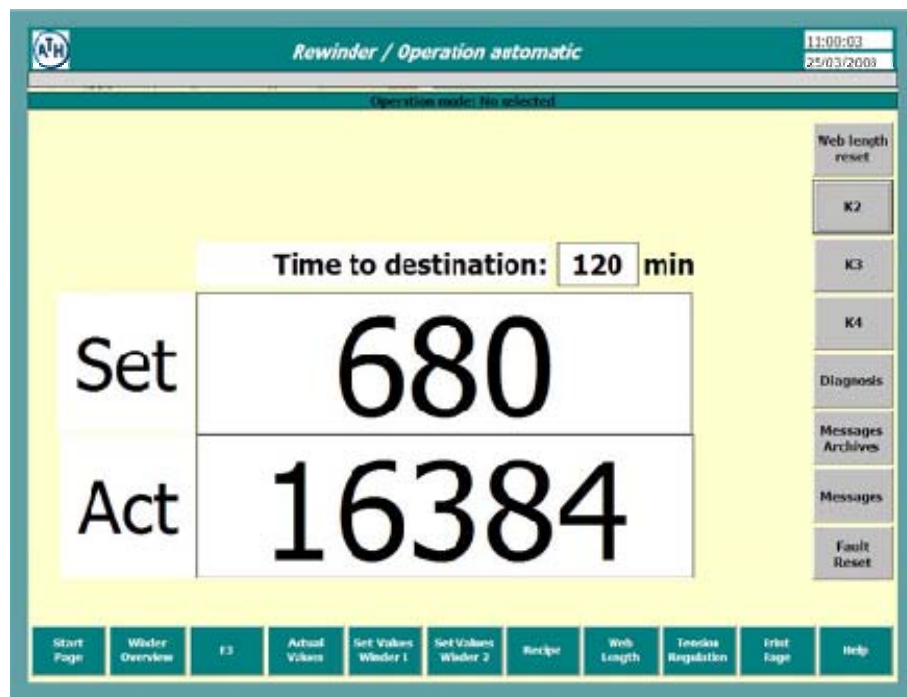 ATH
Rewinder / Operation automatic
11:00:03
25/03/2008
Operation mode: No selected
Web length
reset
K2
Time to destination: 120 min
K3
K4
Set 680
Diagnosis
Messages
Archives
Act 16384
Messages
Fault
Reset
Start
Page
Winder
Overview
F3
Actual
Values
Set Values
Winder 1
Set Values
Winder 2
Recipe
Web
Length
Tension
Regulation
Print
Page
Help